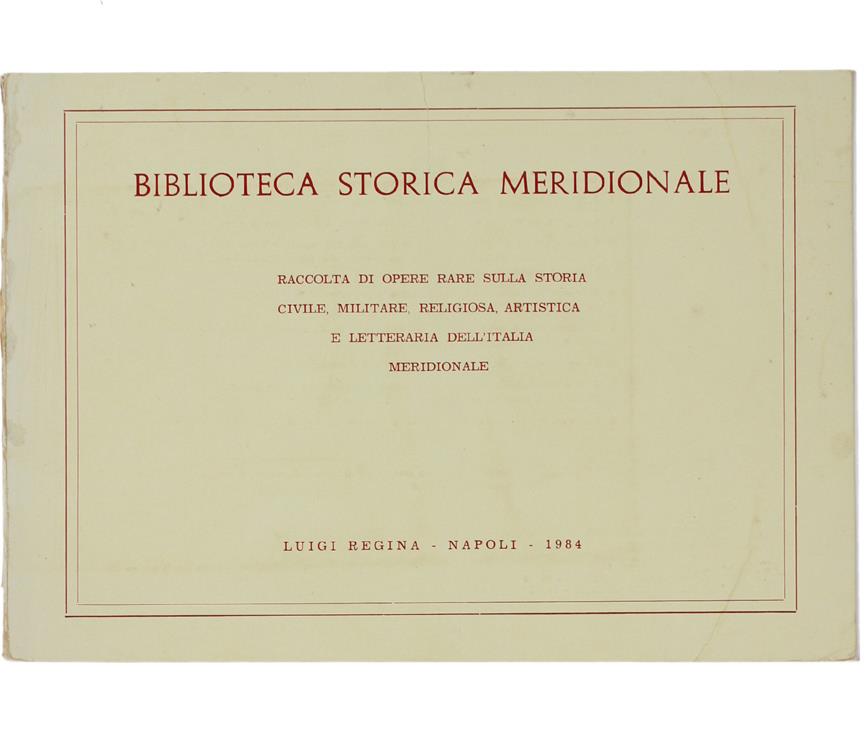 BIBLIOTECA STORICA MERIDIONALE
RACCOLTA DI OPERE RARE SULLA STORIA
CIVILE, MILITARE, RELIGIOSA, ARTISTICA
E LETTERARIA DELL'ITALIA
MERIDIONALE
LUIGI REGINA - NAPOLI - 1984